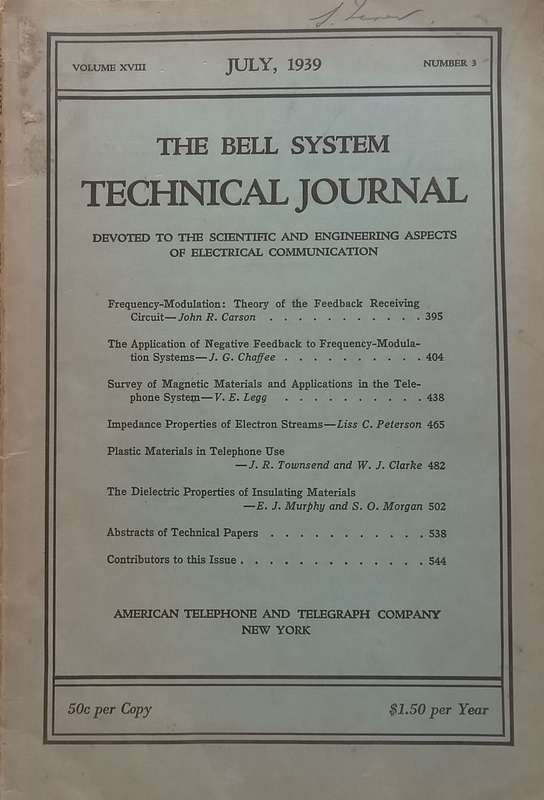 VOLUME XVIII JULY, 1939 NUMBER 3
THE BELL SYSTEM
TECHNICAL JOURNAL
DEVOTED TO THE SCIENTIFIC AND ENGINEERING ASPECTS
OF ELECTRICAL COMMUNICATION
Frequency-Modulation: Theory of the Feedback Receiving
Circuit—John R. Carson . . . . . . . . . . . 395
The Application of Negative Feedback to Frequency-Modula-
tion Systems—J. G. Chaffee . . . . . . . . . . 404
Survey of Magnetic Materials and Applications in the Tele-
phone System—V. E. Legg . . . . . . . . . . 438
Impedance Properties of Electron Streams—Liss C. Peterson 465
Plastic Materials in Telephone Use
—J. R. Townsend and W. J. Clarke 482
The Dielectric Properties of Insulating Materials
—E. J. Murphy and S. O. Morgan 502
Abstracts of Technical Papers . . . . . . . . . . . 538
Contributors to this Issue . . . . . . . . . . . . . 544
AMERICAN TELEPHONE AND TELEGRAPH COMPANY
NEW YORK
50c per Copy $1.50 per Year